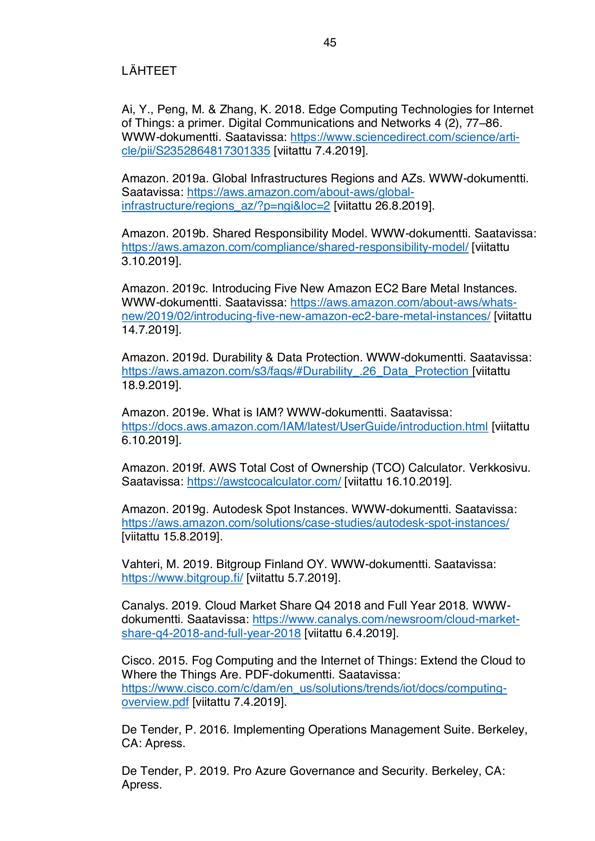 45
LÄHTEET
Ai, Y., Peng, M. & Zhang, K. 2018. Edge Computing Technologies for Internet
of Things: a primer. Digital Communications and Networks 4 (2), 77–86.
WWW-dokumentti. Saatavissa: https://www.sciencedirect.com/science/arti-
cle/pii/S2352864817301335 [viitattu 7.4.2019].
Amazon. 2019a. Global Infrastructures Regions and AZs. WWW-dokumentti.
Saatavissa: https://aws.amazon.com/about-aws/global-
infrastructure/regions_az/?p=ngi&loc=2 [viitattu 26.8.2019].
Amazon. 2019b. Shared Responsibility Model. WWW-dokumentti. Saatavissa:
https://aws.amazon.com/compliance/shared-responsibility-model/ [viitattu
3.10.2019].
Amazon. 2019c. Introducing Five New Amazon EC2 Bare Metal Instances.
WWW-dokumentti. Saatavissa: https://aws.amazon.com/about-aws/whats-
new/2019/02/introducing-five-new-amazon-ec2-bare-metal-instances/ [viitattu
14.7.2019].
Amazon. 2019d. Durability & Data Protection. WWW-dokumentti. Saatavissa:
https://aws.amazon.com/s3/faqs/#Durability_.26_Data_Protection [viitattu
18.9.2019].
Amazon. 2019e. What is IAM? WWW-dokumentti. Saatavissa:
https://docs.aws.amazon.com/IAM/latest/UserGuide/introduction.html [viitattu
6.10.2019].
Amazon. 2019f. AWS Total Cost of Ownership (TCO) Calculator. Verkkosivu.
Saatavissa: https://awstcocalculator.com/ [viitattu 16.10.2019].
Amazon. 2019g. Autodesk Spot Instances. WWW-dokumentti. Saatavissa:
https://aws.amazon.com/solutions/case-studies/autodesk-spot-instances/
[viitattu 15.8.2019].
Vahteri, M. 2019. Bitgroup Finland OY. WWW-dokumentti. Saatavissa:
https://www.bitgroup.fi/ [viitattu 5.7.2019].
Canalys. 2019. Cloud Market Share Q4 2018 and Full Year 2018. WWW-
dokumentti. Saatavissa: https://www.canalys.com/newsroom/cloud-market-
share-q4-2018-and-full-year-2018 [viitattu 6.4.2019].
Cisco. 2015. Fog Computing and the Internet of Things: Extend the Cloud to
Where the Things Are. PDF-dokumentti. Saatavissa:
https://www.cisco.com/c/dam/en_us/solutions/trends/iot/docs/computing-
overview.pdf [viitattu 7.4.2019].
De Tender, P. 2016. Implementing Operations Management Suite. Berkeley,
CA: Apress.
De Tender, P. 2019. Pro Azure Governance and Security. Berkeley, CA:
Apress.